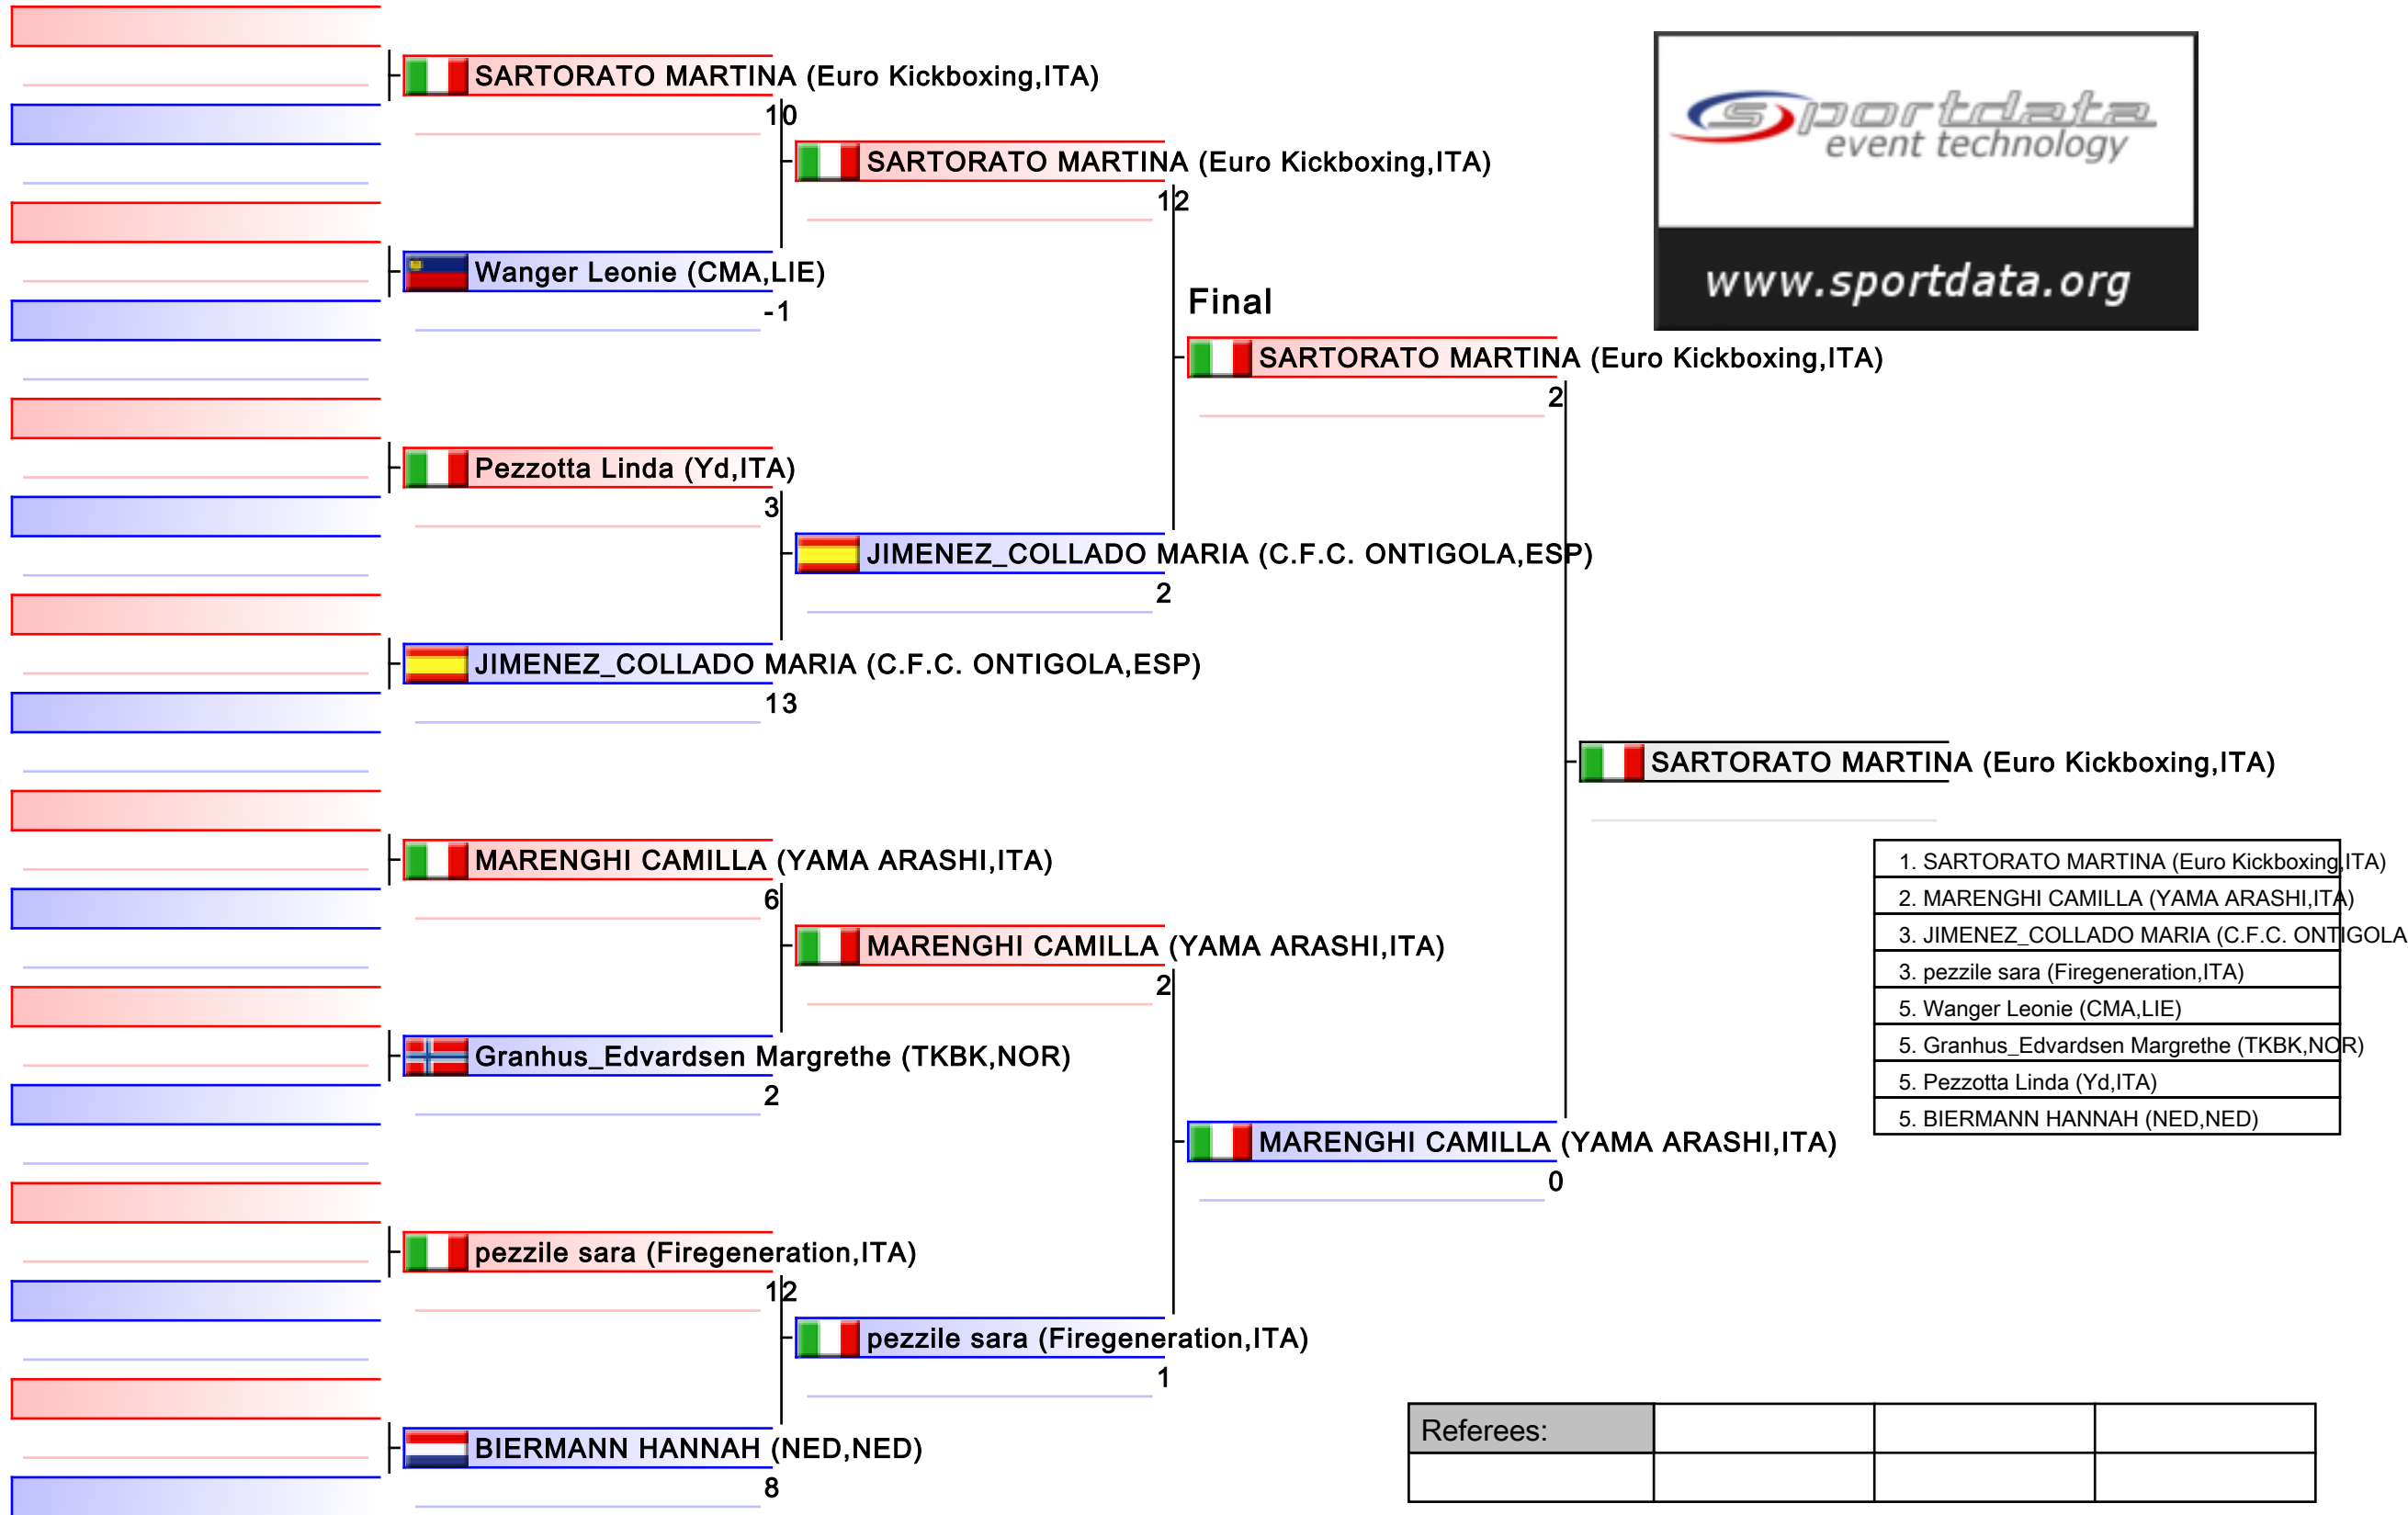 SARTORATO MARTINA (Euro Kickboxing,ITA)
10
SARTORATO MARTINA (Euro Kickboxing,ITA)
12
Wanger Leonie (CMA,LIE)
-1
sportdata
event technology
www.sportdata.org
Final
SARTORATO MARTINA (Euro Kickboxing,ITA)
2
Pezzotta Linda (Yd,ITA)
3
JIMENEZ_COLLADO MARIA (C.F.C. ONTIGOLA,ESP)
2
JIMENEZ_COLLADO MARIA (C.F.C. ONTIGOLA,ESP)
13
SARTORATO MARTINA (Euro Kickboxing,ITA)
MARENGHI CAMILLA (YAMA ARASHI,ITA)
6
MARENGHI CAMILLA (YAMA ARASHI,ITA)
2
Granhus_Edvardsen Margrethe (TKBK,NOR)
2
MARENGHI CAMILLA (YAMA ARASHI,ITA)
0
pezzile sara (Firegeneration,ITA)
12
pezzile sara (Firegeneration,ITA)
1
BIERMANN HANNAH (NED,NED)
8
1. SARTORATO MARTINA (Euro Kickboxing,ITA)
2. MARENGHI CAMILLA (YAMA ARASHI,ITA)
3. JIMENEZ_COLLADO MARIA (C.F.C. ONTIGOLA
3. pezzile sara (Firegeneration,ITA)
5. Wanger Leonie (CMA,LIE)
5. Granhus_Edvardsen Margrethe (TKBK,NOR)
5. Pezzotta Linda (Yd,ITA)
5. BIERMANN HANNAH (NED,NED)
Referees: